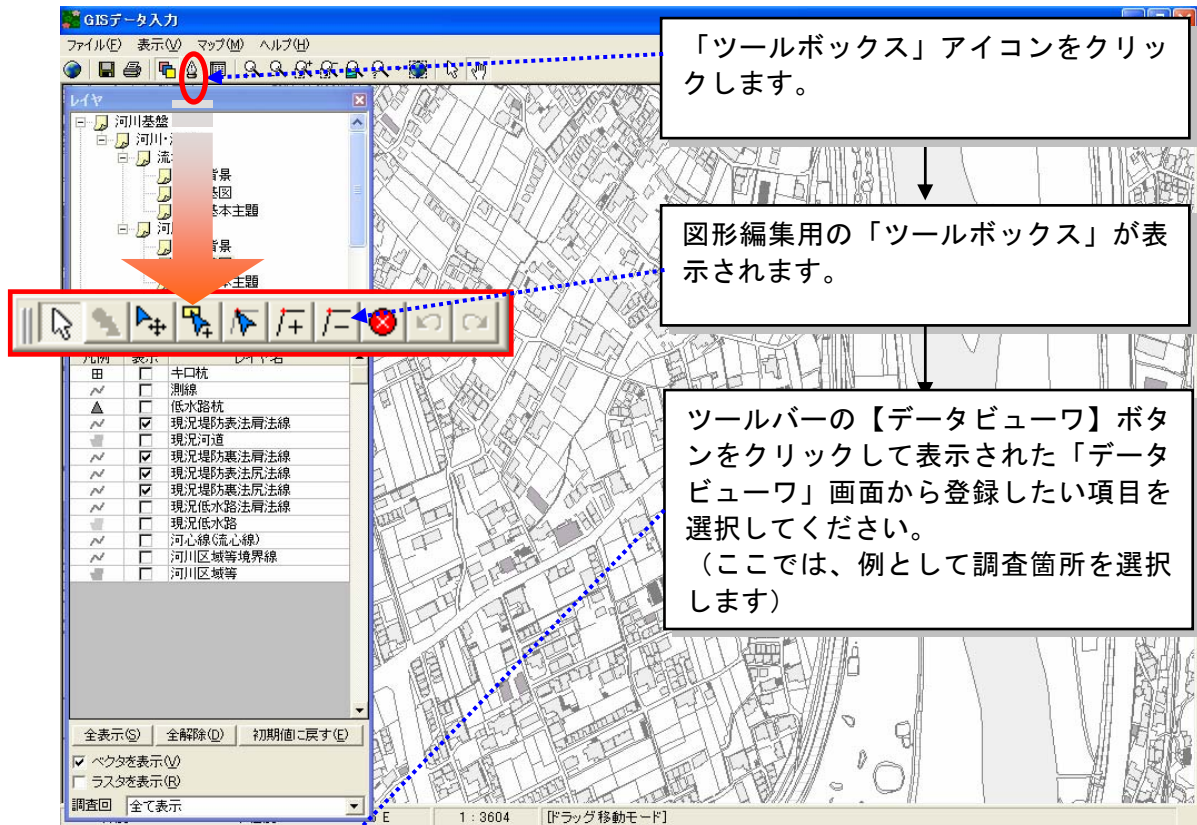 GISデータ入力
ファイル(F) 表示(V) マップ(M) ヘルプ(H)
「ツールボックス」アイコンをクリッ
クします。
図形編集用の「ツールボックス」が表
示されます。
ツールバーの【データビューワ】ボタ
ンをクリックして表示された「データ
ビューワ」画面から登録したい項目を
選択してください。
（ここでは、例として調査箇所を選択
します）
レイヤ
河川基盤
河川・
流
背景
基図
基本主題
河
背景
本主題
凡例 表示 レイヤ名
キロ杭
測線
低水路杭
現況堤防表法肩法線
現況河道
現況堤防裏法肩法線
現況堤防表法尻法線
現況堤防裏法尻法線
現況低水路法肩法線
現況低水路
河心線(流心線)
河川区域等境界線
河川区域等
全表示(S) 全解除(D) 初期値に戻す(E)
ベクタを表示(V)
ラスタを表示(R)
調査回 全て表示
E 1 : 3604 [ドラッグ移動モード]